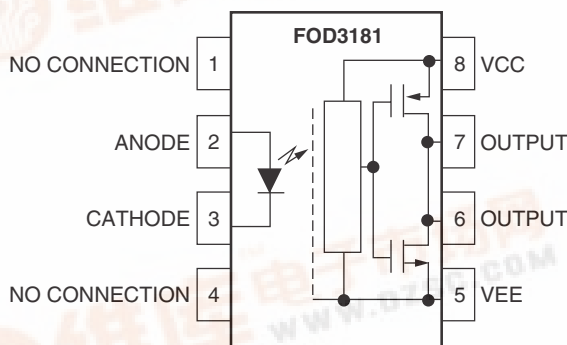 FOD3181
NO CONNECTION 1
8 VCC
ANODE 2
7 OUTPUT
CATHODE 3
6 OUTPUT
NO CONNECTION 4
5 VEE